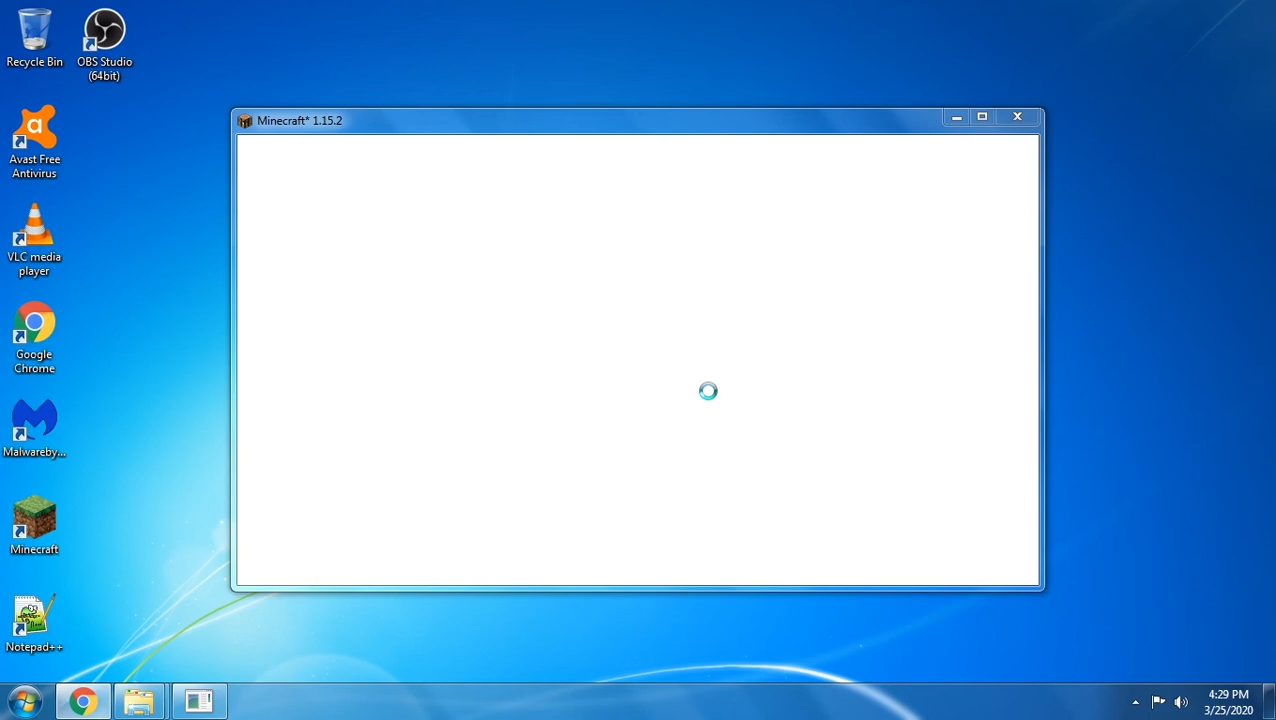 Recycle Bin
OBS Studio
(64bit)
Avast Free
Antivirus
VLC media
player
Google
Chrome
Malwareby...
Minecraft
Notepad++
Minecraft* 1.15.2
4:29 PM
3/25/2020